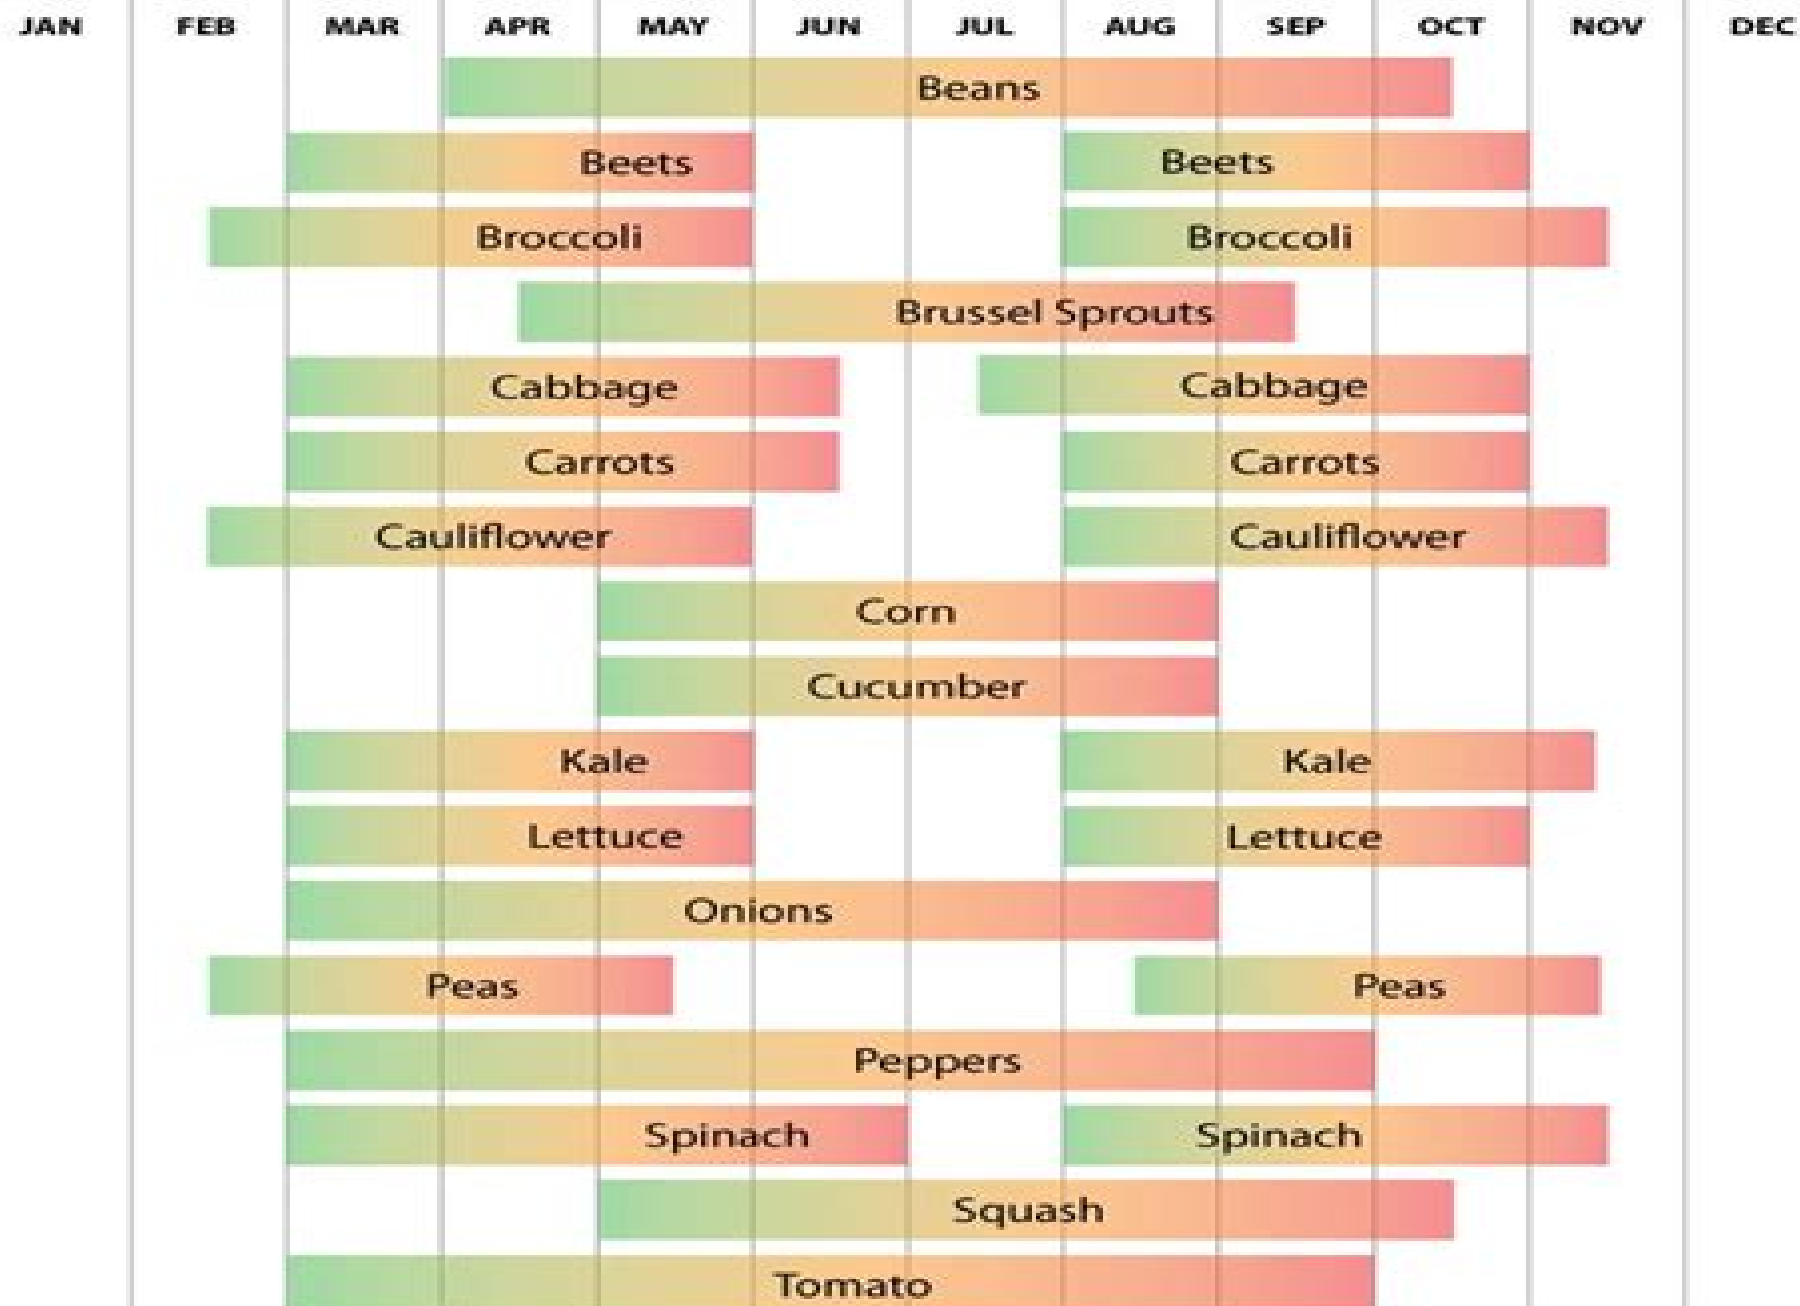 JAN FEB MAR APR MAY JUN JUL AUG SEP OCT NOV DEC
Beans
Beets Beets
Broccoli Broccoli
Brussel Sprouts
Cabbage Cabbage
Carrots Carrots
Cauliflower Cauliflower
Corn
Cucumber
Kale Kale
Lettuce Lettuce
Onions
Peas Peas
Peppers
Spinach Spinach
Squash
Tomato